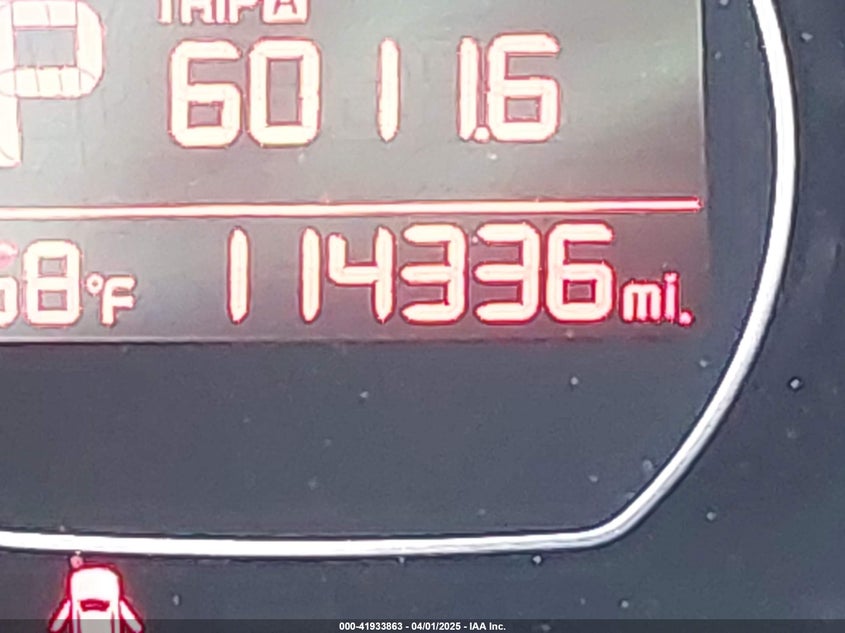 P
TRIP A
6011.6
68°F
114336 mi.
000-41933863 - 04/01/2025 - IAA Inc.